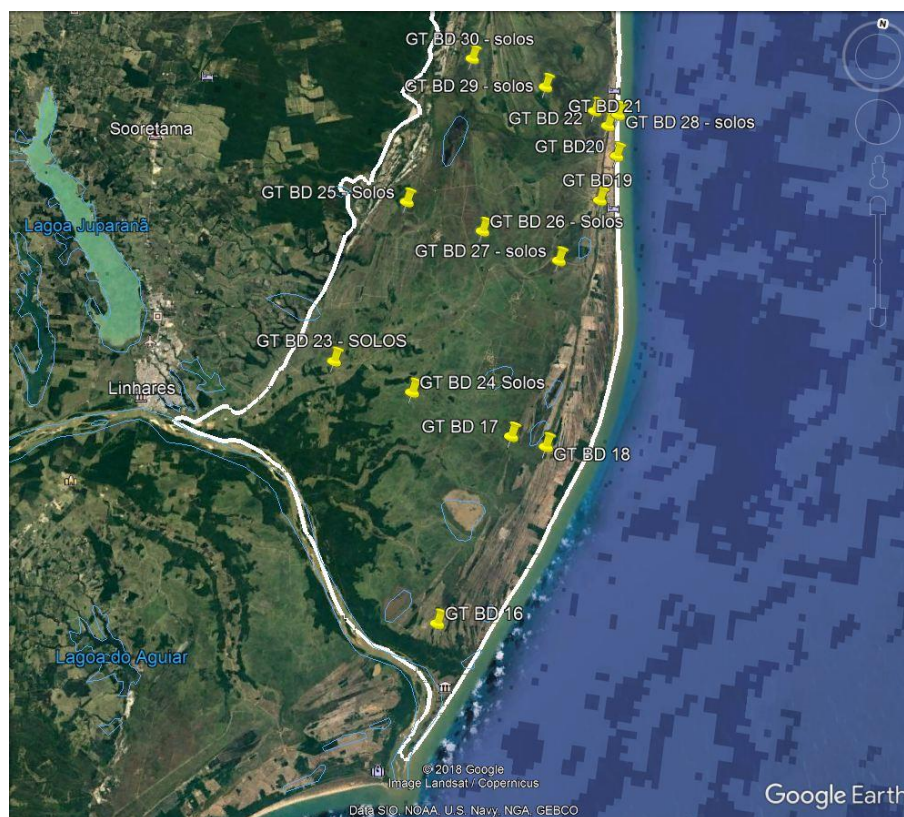 N
GT BD 30 - solos
GT BD 29 - solos
GT BD 21
GT BD 22
GT BD 28 - solos
Sooretama
GT BD20
GT BD 25 - Solos
GT BD19
GT BD 26 - Solos
Lagoa Juparanã
GT BD 27 - solos
GT BD 23 - SOLOS
Linhares
GT BD 24 Solos
GT BD 17
GT BD 18
GT BD 16
Lagoa do Aguiar
© 2018 Google
Image Landsat / Copernicus
Data SIO, NOAA, U.S. Navy, NGA, GEBCO
Google Earth